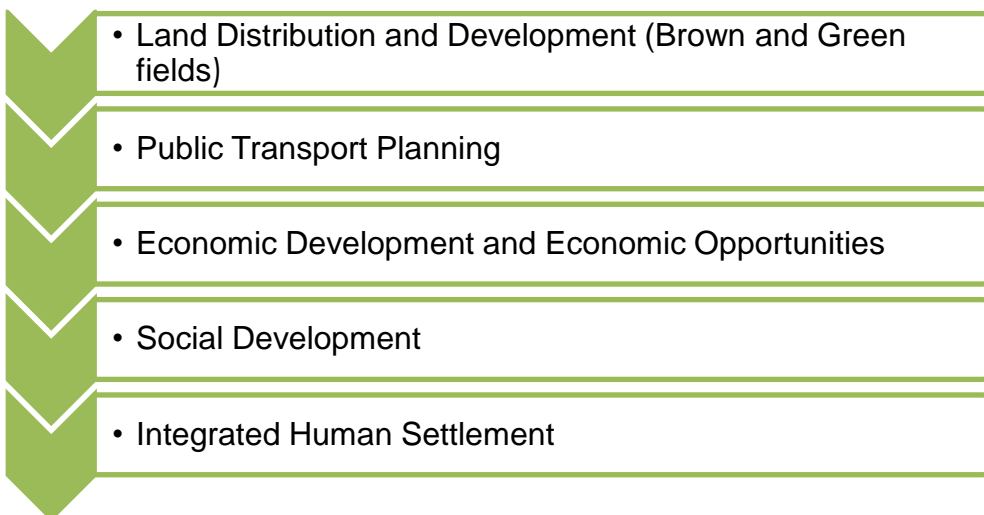 • Land Distribution and Development (Brown and Green
fields)
• Public Transport Planning
• Economic Development and Economic Opportunities
• Social Development
• Integrated Human Settlement